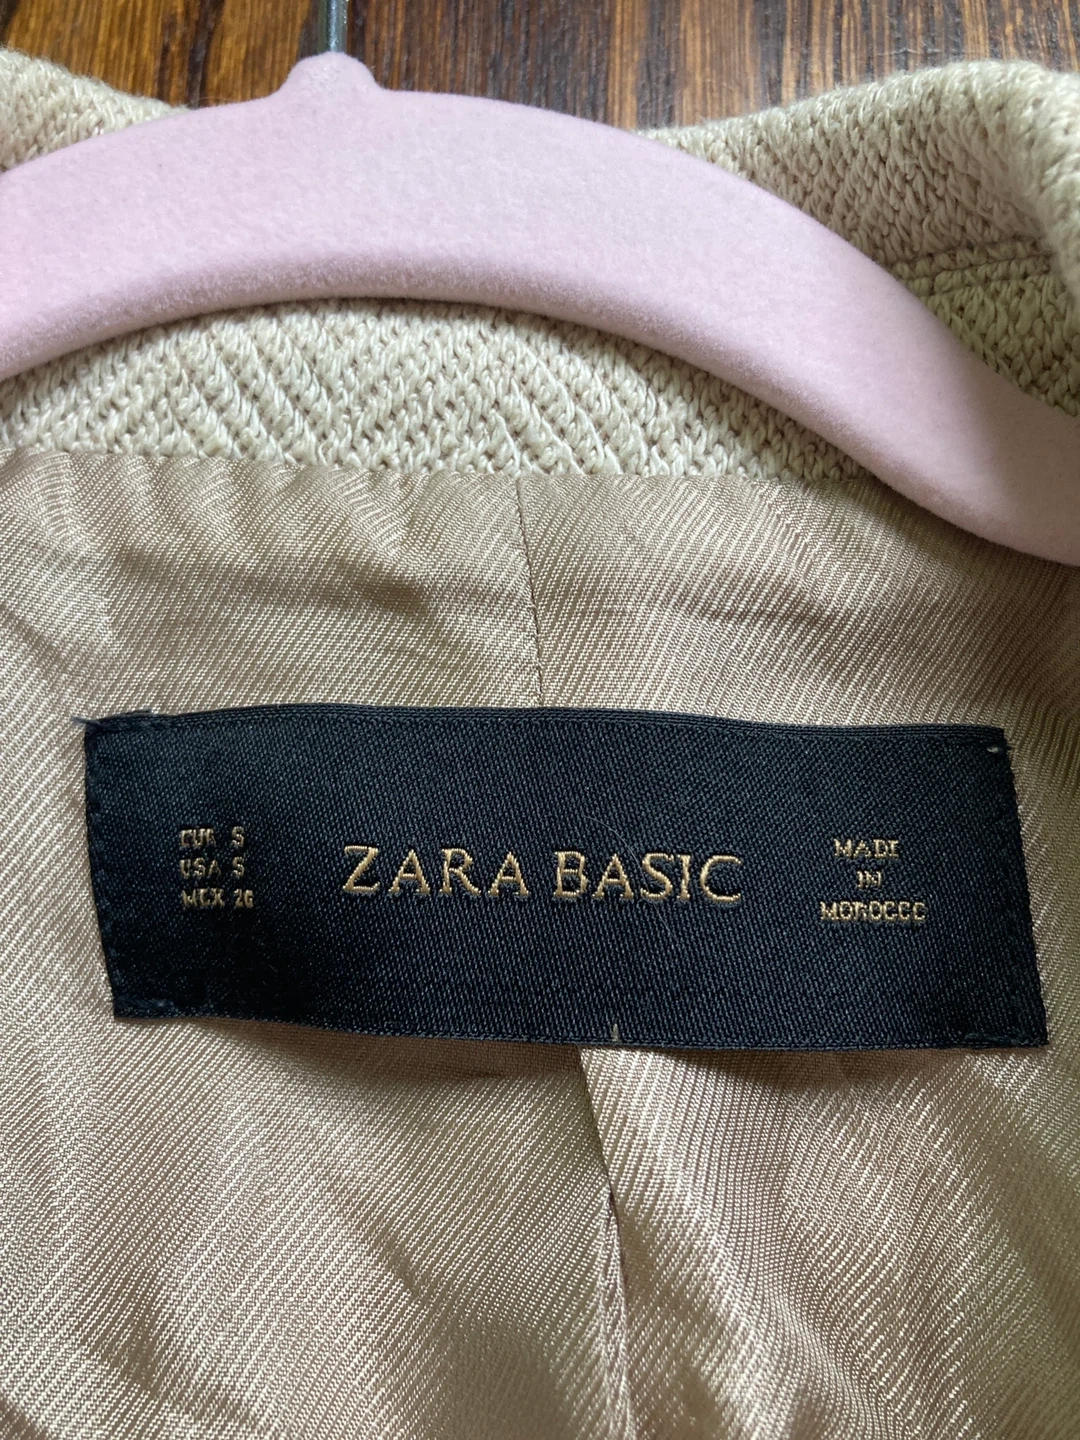 EUR S
USA S
MEX 26
ZARA BASIC
MADE
IN
MOROCCO